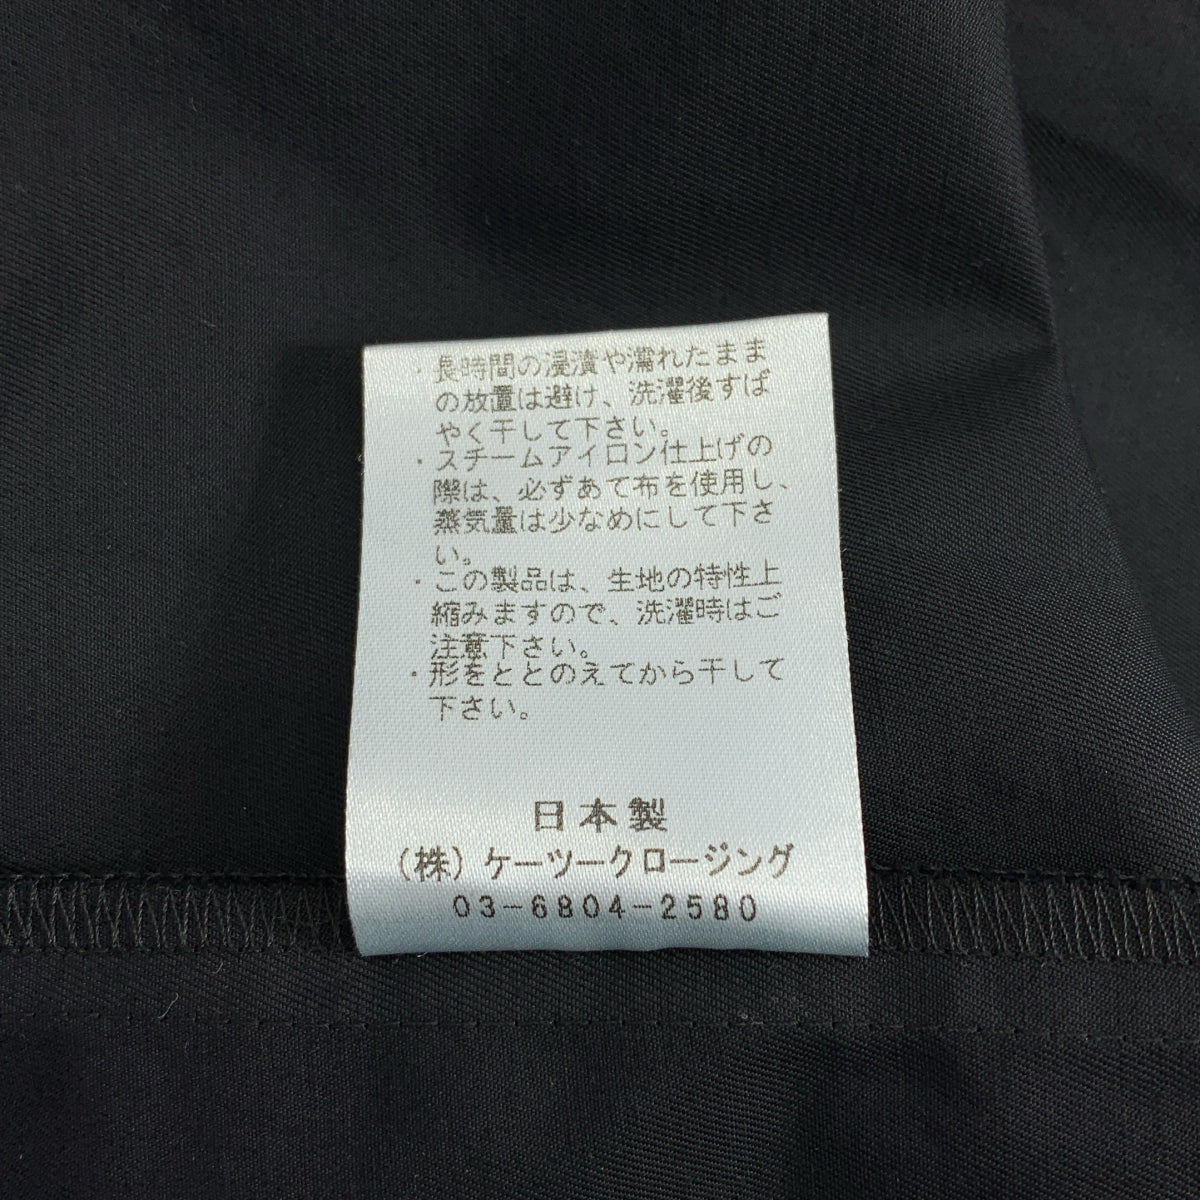 ・長時間の浸漬や濡れたまま
の放置は避け、洗濯後すば
やく干して下さい。
・スチームアイロン仕上げの
際は、必ずあて布を使用し、
蒸気量は少なめにして下さ
い。
・この製品は、生地の特性上
縮みますので、洗濯時はご
注意下さい。
・形をととのえてから干して
下さい。
日本製
(株)ケーツークロージング
03-6804-2580